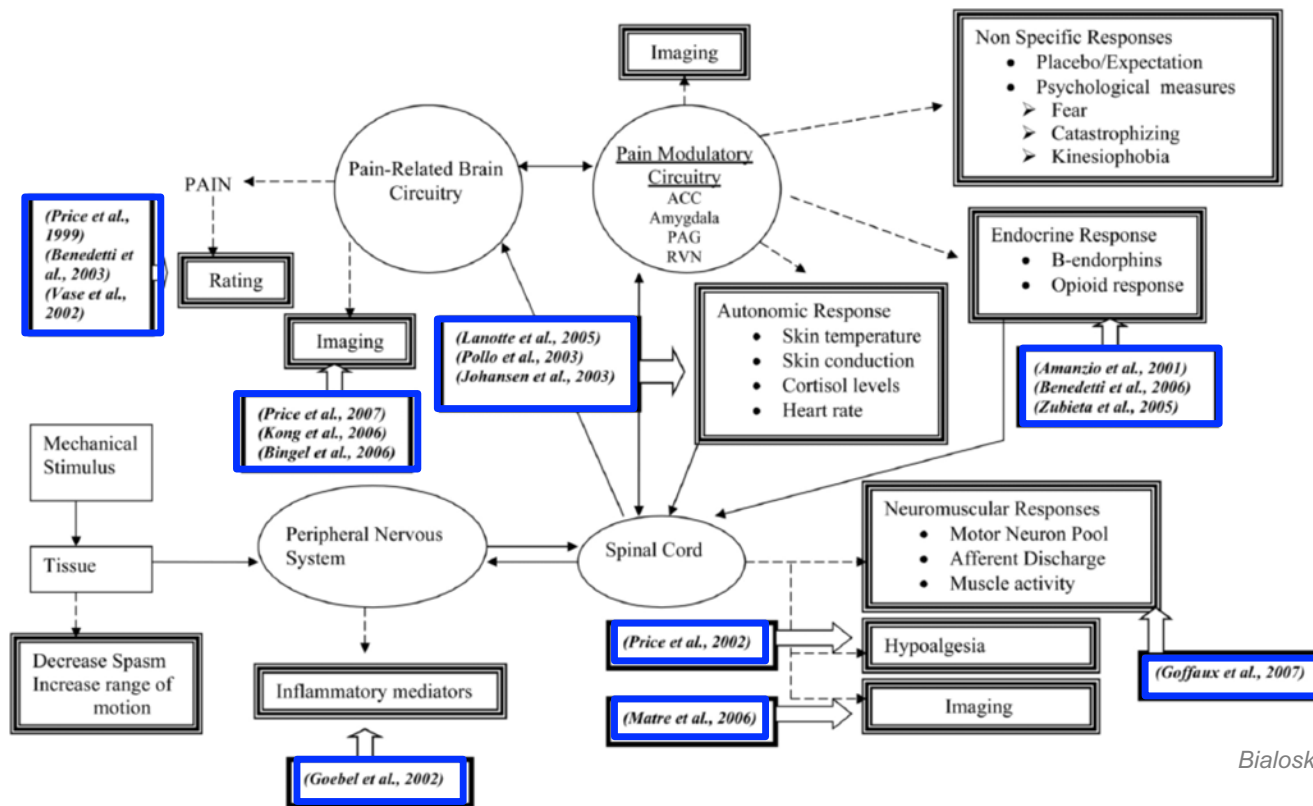 Imaging
Non Specific Responses
• Placebo/Expectation
• Psychological measures
➢ Fear
➢ Catastrophizing
➢ Kinesiophobia
Pain-Related Brain
Circuitry
Pain Modulatory
Circuitry
ACC
Amygdala
PAG
RVN
PAIN
(Price et al.,
1999)
(Benedetti et
al., 2003)
(Vase et al.,
2002)
Rating
Imaging
(Price et al., 2007)
(Kong et al., 2006)
(Bingel et al., 2006)
(Lanotte et al., 2005)
(Pollo et al., 2003)
(Johansen et al., 2003)
Autonomic Response
• Skin temperature
• Skin conduction
• Cortisol levels
• Heart rate
Endocrine Response
• B-endorphins
• Opioid response
(Amanzio et al., 2001)
(Benedetti et al., 2006)
(Zubieta et al., 2005)
Mechanical
Stimulus
Tissue
Peripheral Nervous
System
Spinal Cord
Neuromuscular Responses
• Motor Neuron Pool
• Afferent Discharge
• Muscle activity
Decrease Spasm
Increase range of
motion
Inflammatory mediators
(Goebel et al., 2002)
(Price et al., 2002)
Hypoalgesia
(Matre et al., 2006)
Imaging
(Goffaux et al., 2007)
Bialosk